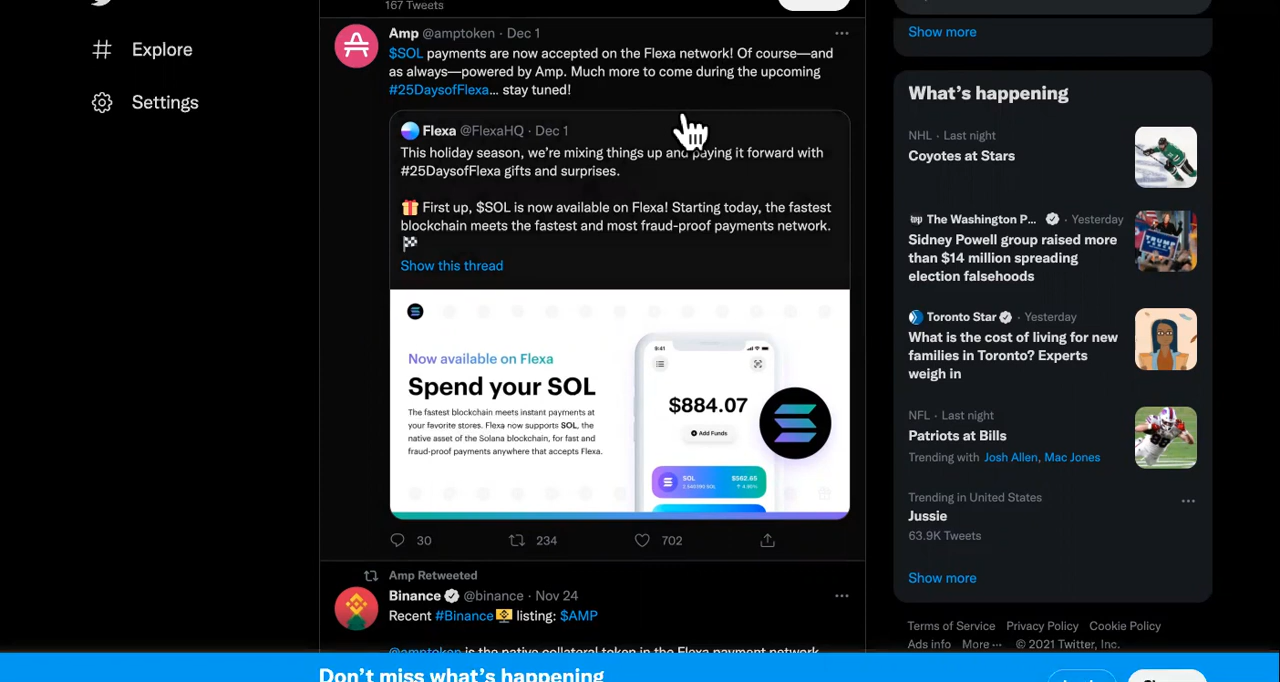 167 Tweets
Explore
Settings
Amp @amptoken · Dec 1
$SOL payments are now accepted on the Flexa network! Of course—and
as always—powered by Amp. Much more to come during the upcoming
#25DaysofFlexa... stay tuned!
Flexa @FlexaHQ · Dec 1
This holiday season, we're mixing things up and paying it forward with
#25DaysofFlexa gifts and surprises.
🎁 First up, $SOL is now available on Flexa! Starting today, the fastest
blockchain meets the fastest and most fraud-proof payments network.
🏁
Show this thread
Now available on Flexa
Spend your SOL
The fastest blockchain meets instant payments at
your favorite stores. Flexa now supports SOL, the
native asset of the Solana blockchain, for fast and
fraud-proof payments anywhere that accepts Flexa.
9:41
$884.07
Add Funds
SOL $562.65
4.80%
30 234 702
Amp Retweeted
Binance @binance · Nov 24
Recent #Binance listing: $AMP
@amptoken is the native collateral token in the Flexa payment network
Show more
What's happening
NHL · Last night
Coyotes at Stars
The Washington P... · Yesterday
Sidney Powell group raised more
than $14 million spreading
election falsehoods
TRUMP
Toronto Star · Yesterday
What is the cost of living for new
families in Toronto? Experts
weigh in
NFL · Last night
Patriots at Bills
Trending with Josh Allen, Mac Jones
Trending in United States
Jussie
63.9K Tweets
Show more
Terms of Service Privacy Policy Cookie Policy
Ads info More ··· © 2021 Twitter, Inc.
Don't miss what's happening